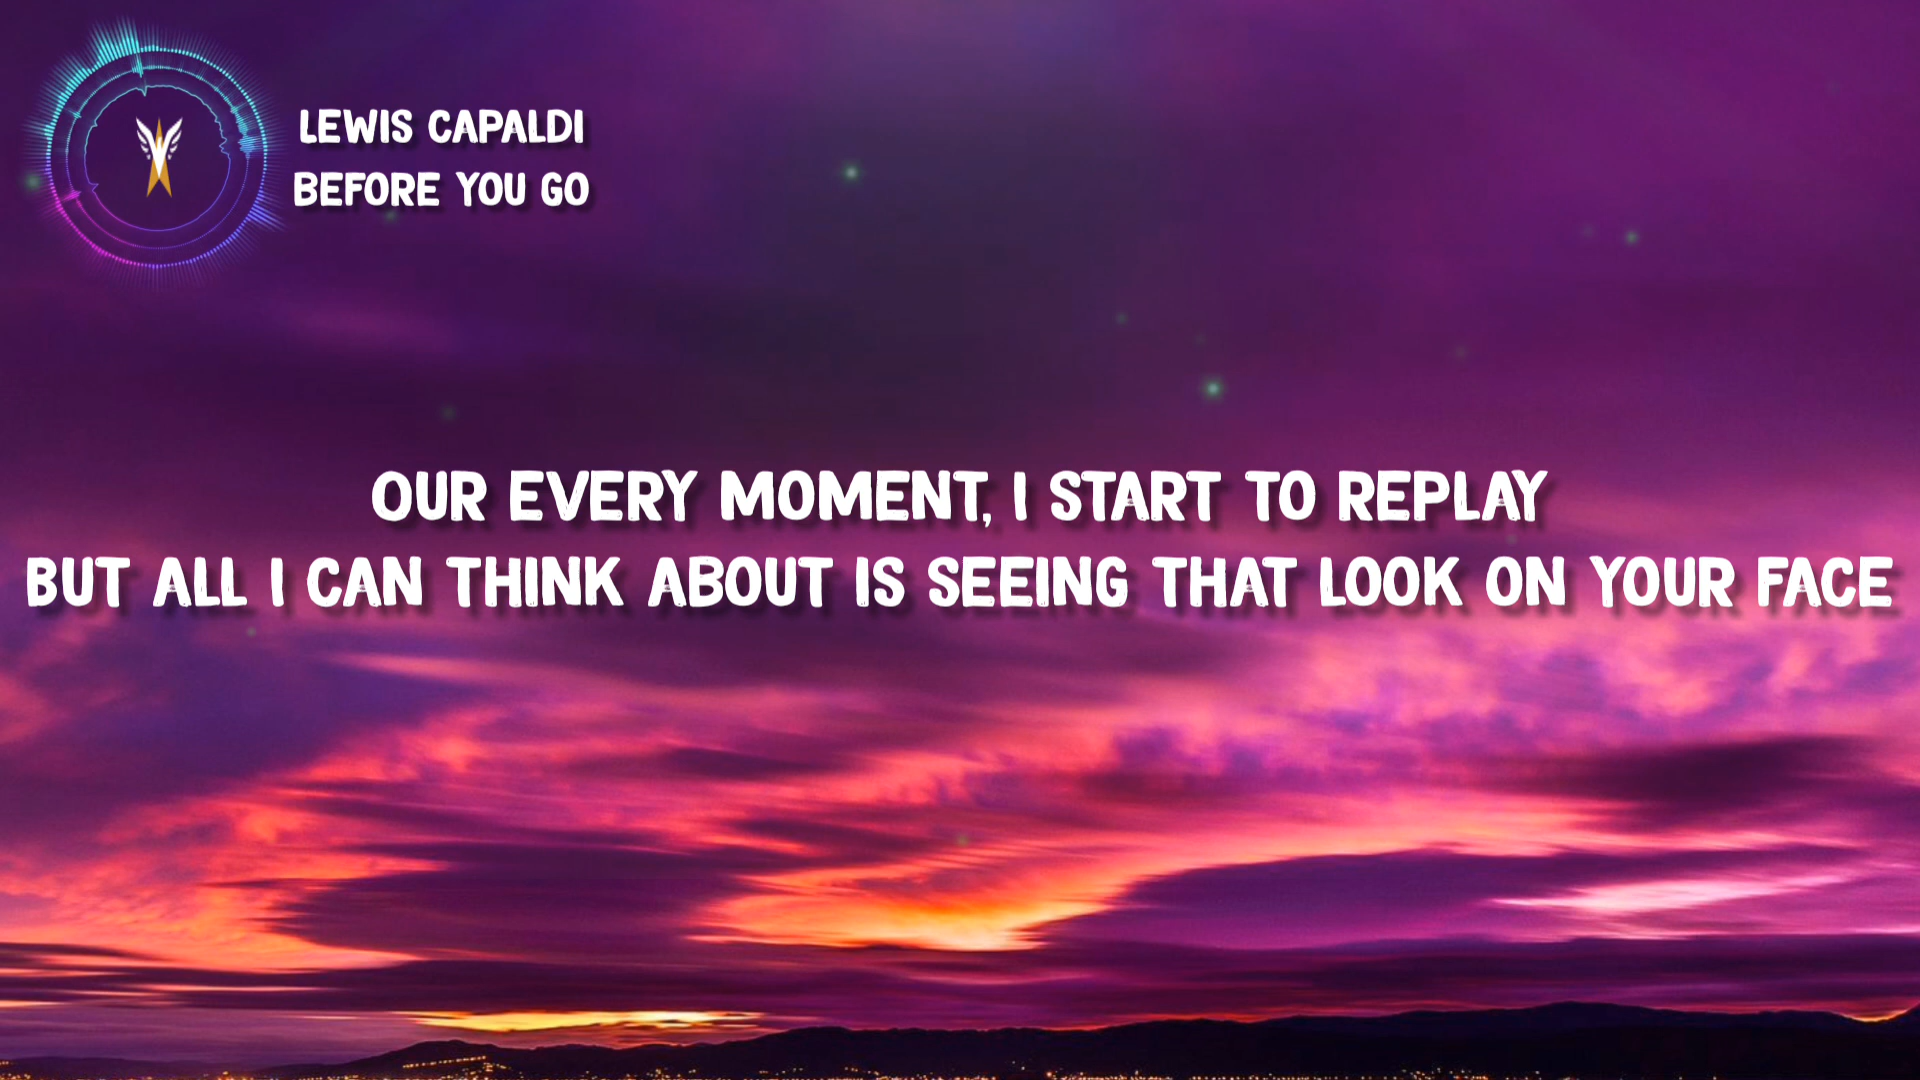 LEWIS CAPALDI
BEFORE YOU GO
OUR EVERY MOMENT, I START TO REPLAY
BUT ALL I CAN THINK ABOUT IS SEEING THAT LOOK ON YOUR FACE